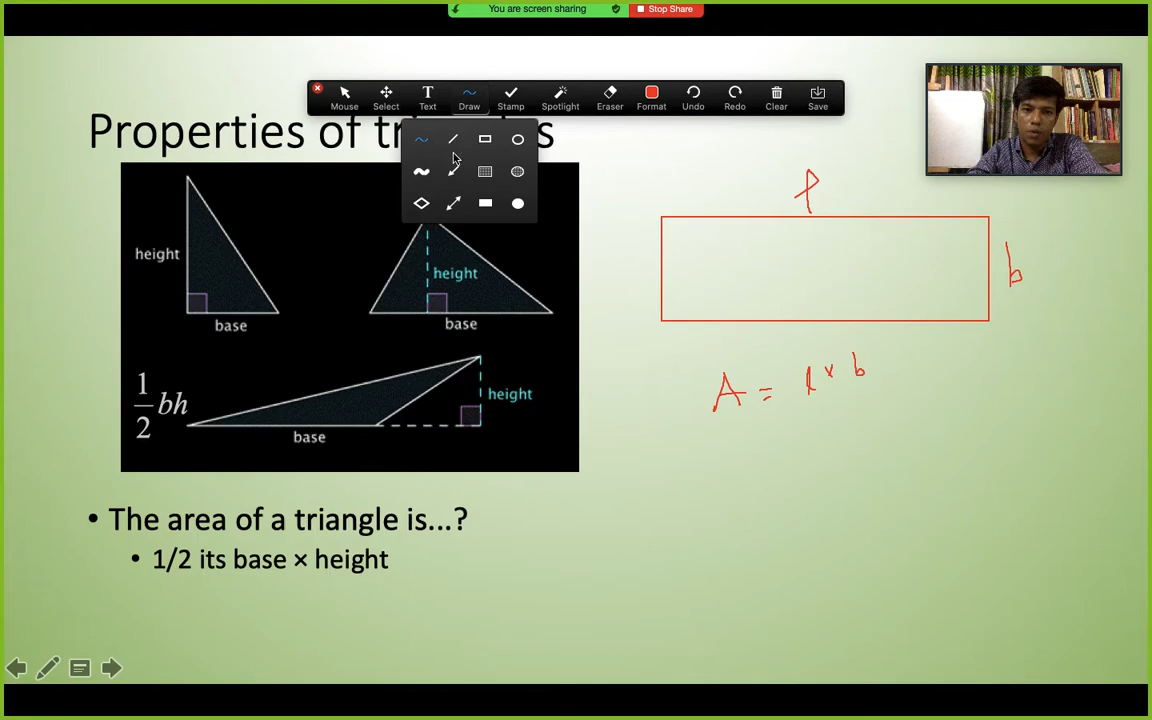 You are screen sharing
Stop Share
Mouse
Select
Text
Draw
Stamp
Spotlight
Eraser
Format
Undo
Redo
Clear
Save
Properties of
height
base
height
base
1/2 bh
height
base
l
b
A = l × b
• The area of a triangle is...?
• 1/2 its base × height